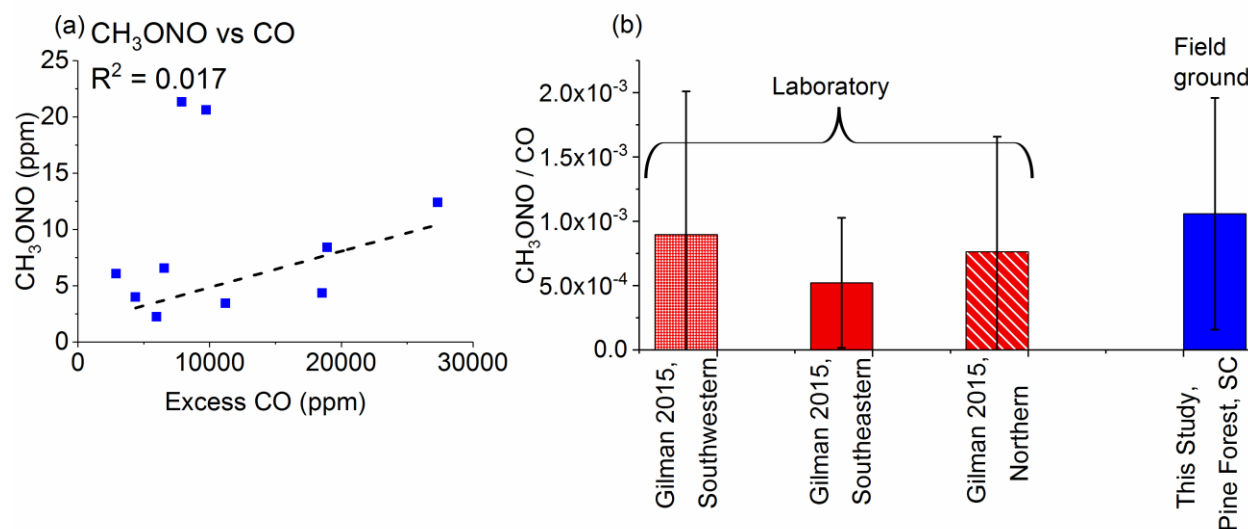 (a)
CH₃ONO vs CO
R² = 0.017
25
20
15
10
5
0
CH₃ONO (ppm)
0 10000 20000 30000
Excess CO (ppm)
(b)
Field
ground
Laboratory
2.0x10⁻³
1.5x10⁻³
1.0x10⁻³
5.0x10⁻⁴
0.0
CH₃ONO / CO
Gilman 2015,
Southwestern
Gilman 2015,
Southeastern
Gilman 2015,
Northern
This Study,
Pine Forest, SC